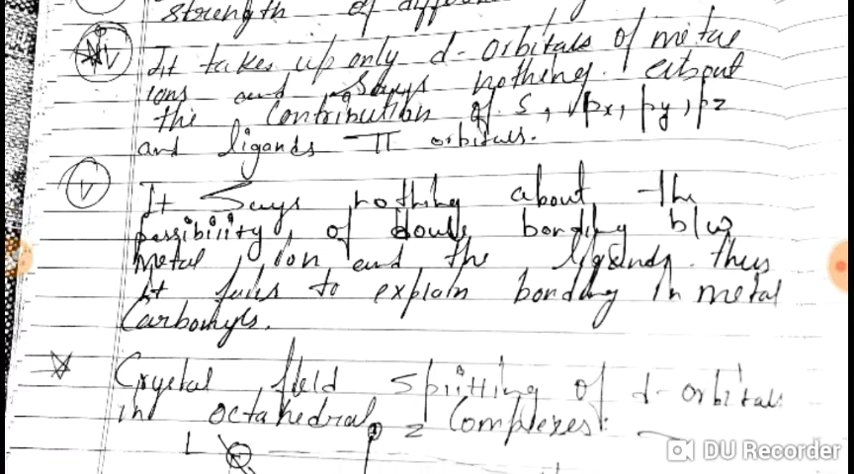 strength of
iv It takes up only d-orbitals of metal
ions and says nothing about
the contribution of s, px, py, pz
and ligands π orbitals.
v It Says nothing about the
possibility of double bonding b/w
metal ion and the ligands. thus
it fails to explain bonding in metal
Carbonyls.
Crystal field splitting of d-orbitals
in octahedral complexes:
L z
DU Recorder